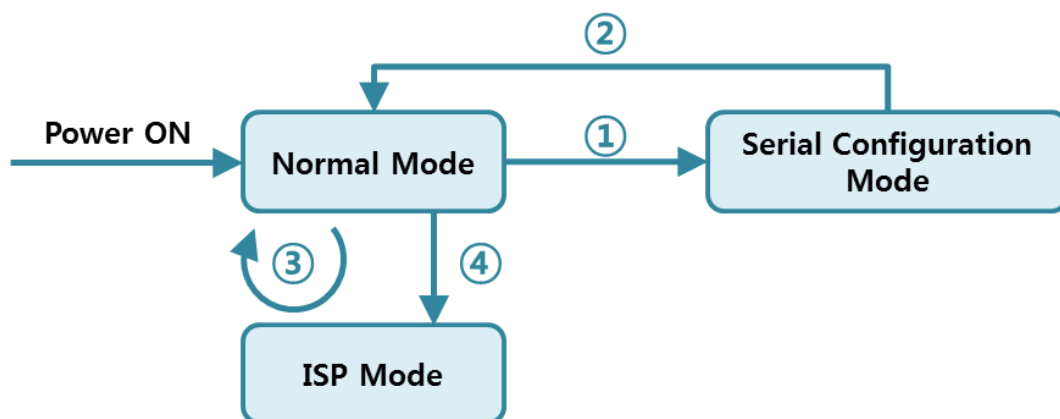 ②
Power ON
Normal Mode
①
Serial Configuration
Mode
③
④
ISP Mode